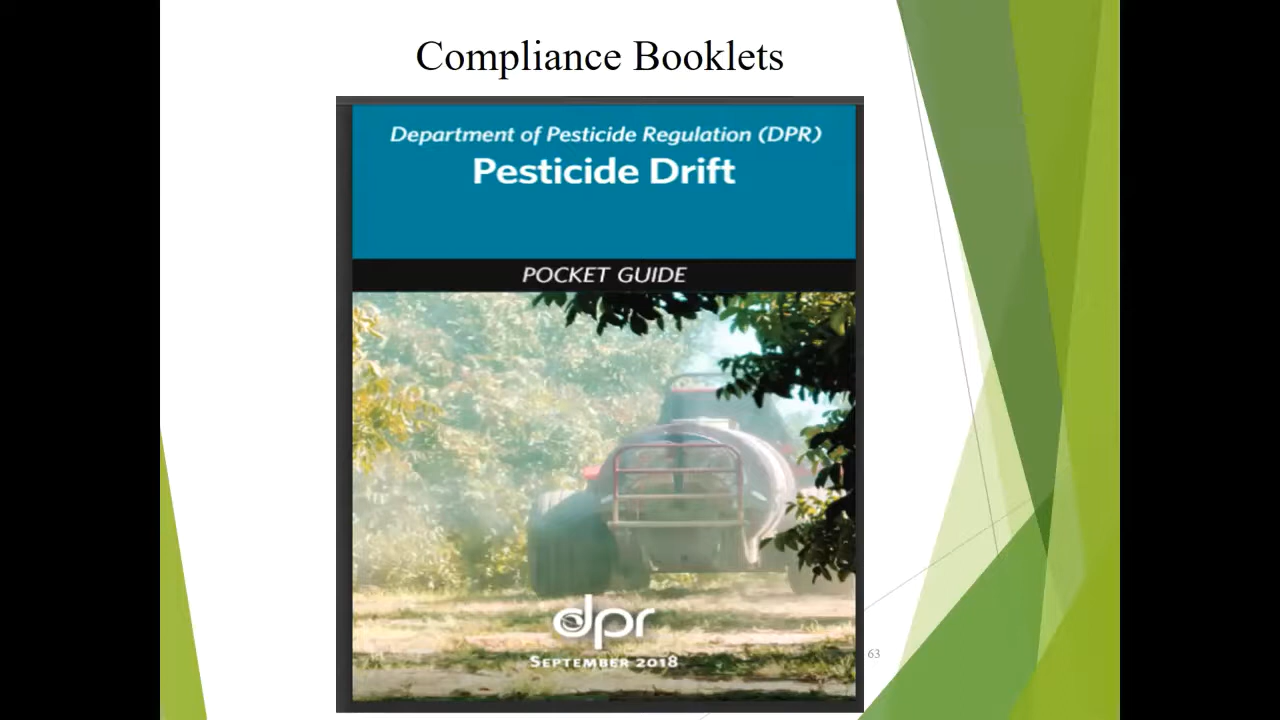 Compliance Booklets
Department of Pesticide Regulation (DPR)
Pesticide Drift
POCKET GUIDE
dpr
SEPTEMBER 2018
63